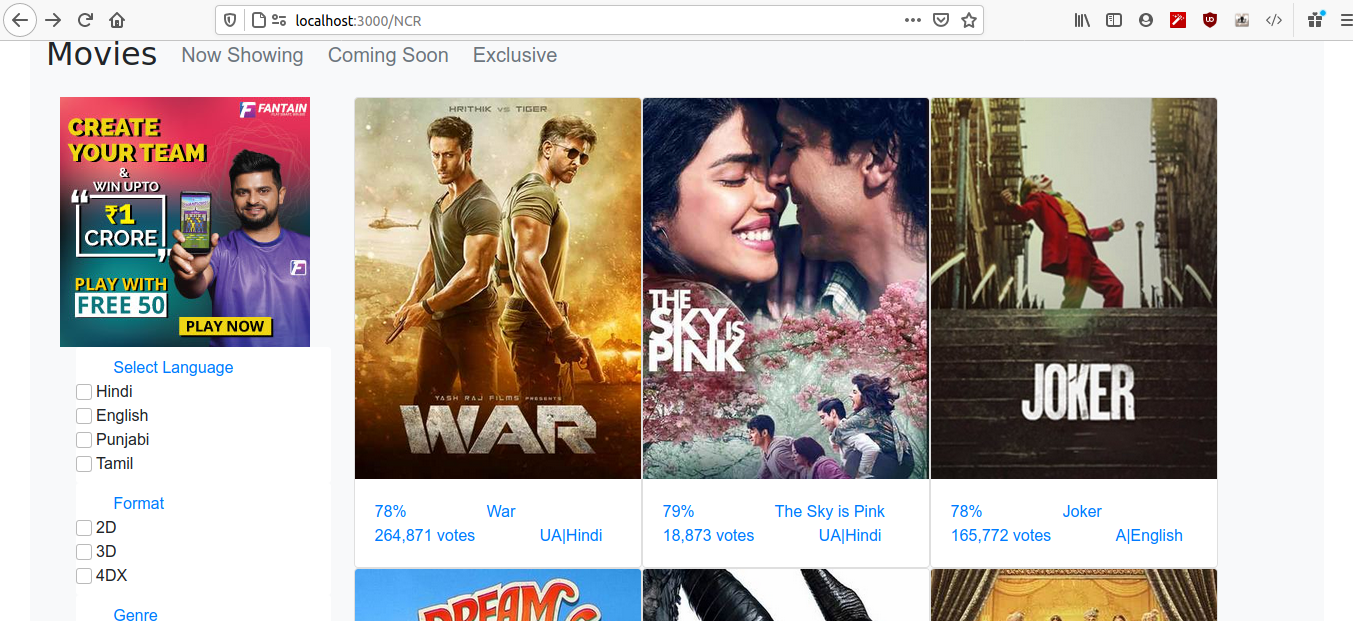 localhost:3000/NCR
Movies Now Showing Coming Soon Exclusive
FANTAIN
CREATE
YOUR TEAM
&
WIN UPTO
₹1
CRORE
PLAY WITH
FREE 50
PLAY NOW
Select Language
Hindi
English
Punjabi
Tamil
Format
2D
3D
4DX
Genre
HRITHIK VS TIGER
YASH RAJ FILMS PRESENTS
WAR
78% War
264,871 votes UA|Hindi
THE
SKY IS
PINK
79% The Sky is Pink
18,873 votes UA|Hindi
JOKER
78% Joker
165,772 votes A|English
DREAM